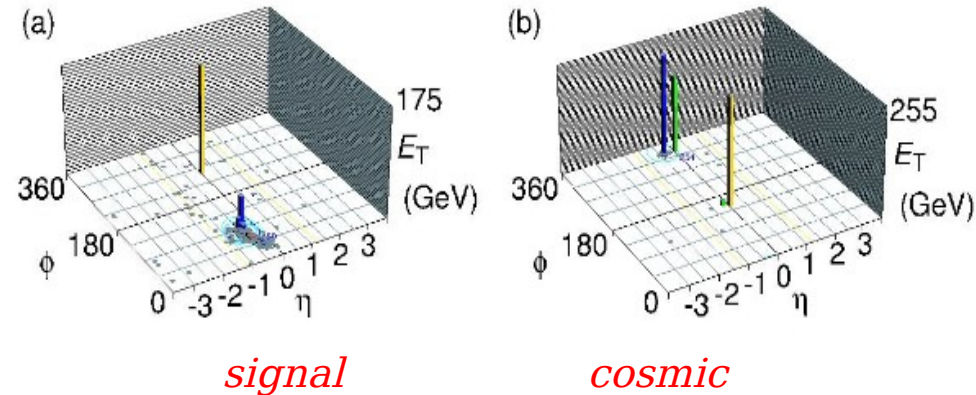 (a)
175
E_T
(GeV)
360
180
ϕ
0
-3 -2 -1 0 1 2 3
η
(b)
255
E_T
(GeV)
360
180
ϕ
0
-3 -2 -1 0 1 2 3
η
signal
cosmic